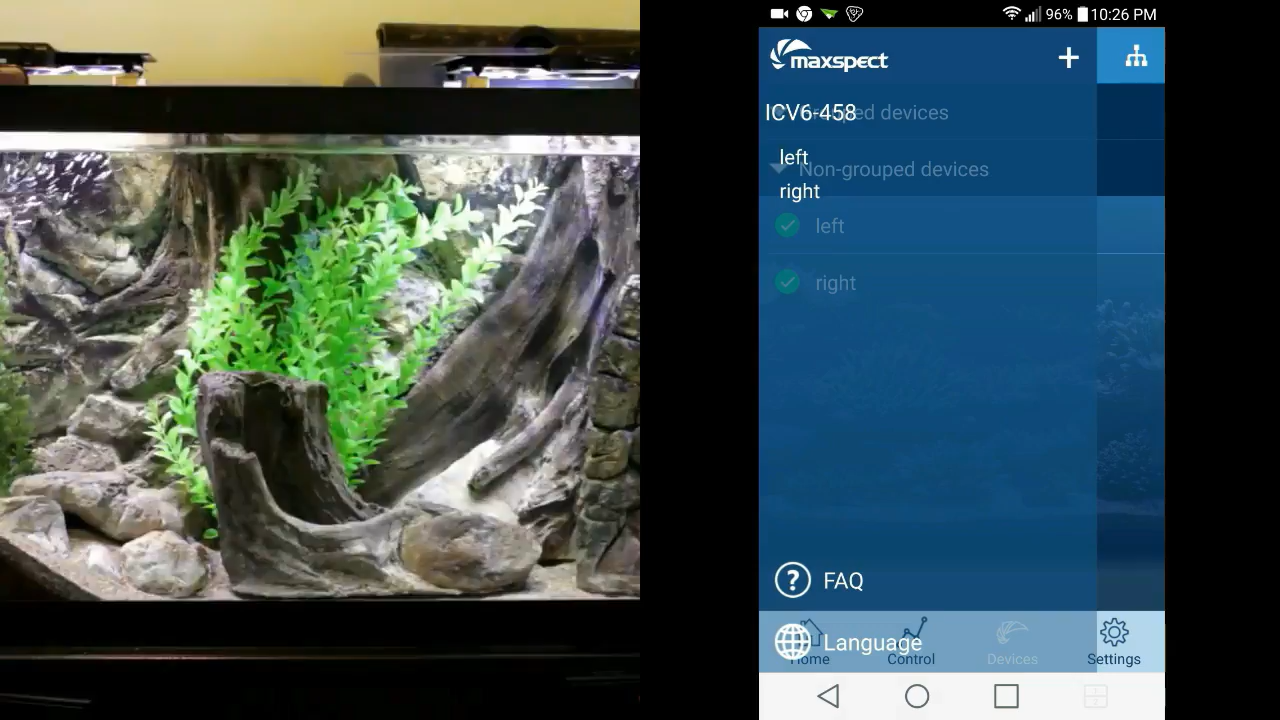 96% 10:26 PM
maxspect +
ICV6-458
Grouped devices
left
Non-grouped devices
right
left
right
? FAQ
Language
Home Control Devices Settings